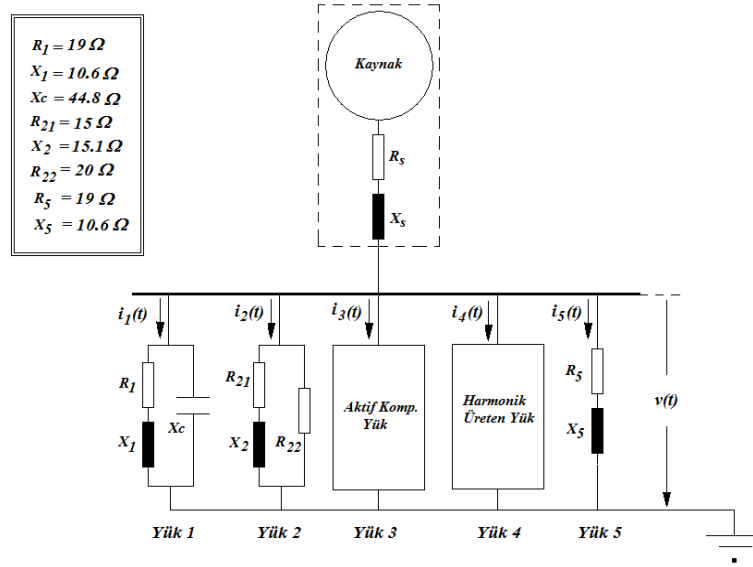 R1 = 19 Ω
X1 = 10.6 Ω
Xc = 44.8 Ω
R21 = 15 Ω
X2 = 15.1 Ω
R22 = 20 Ω
R5 = 19 Ω
X5 = 10.6 Ω
Kaynak
Rs
Xs
i1(t)
i2(t)
i3(t)
i4(t)
i5(t)
R1
Xc
X1
R21
X2
R22
Aktif Komp.
Yük
Harmonik
Üreten Yük
R5
X5
v(t)
Yük 1
Yük 2
Yük 3
Yük 4
Yük 5